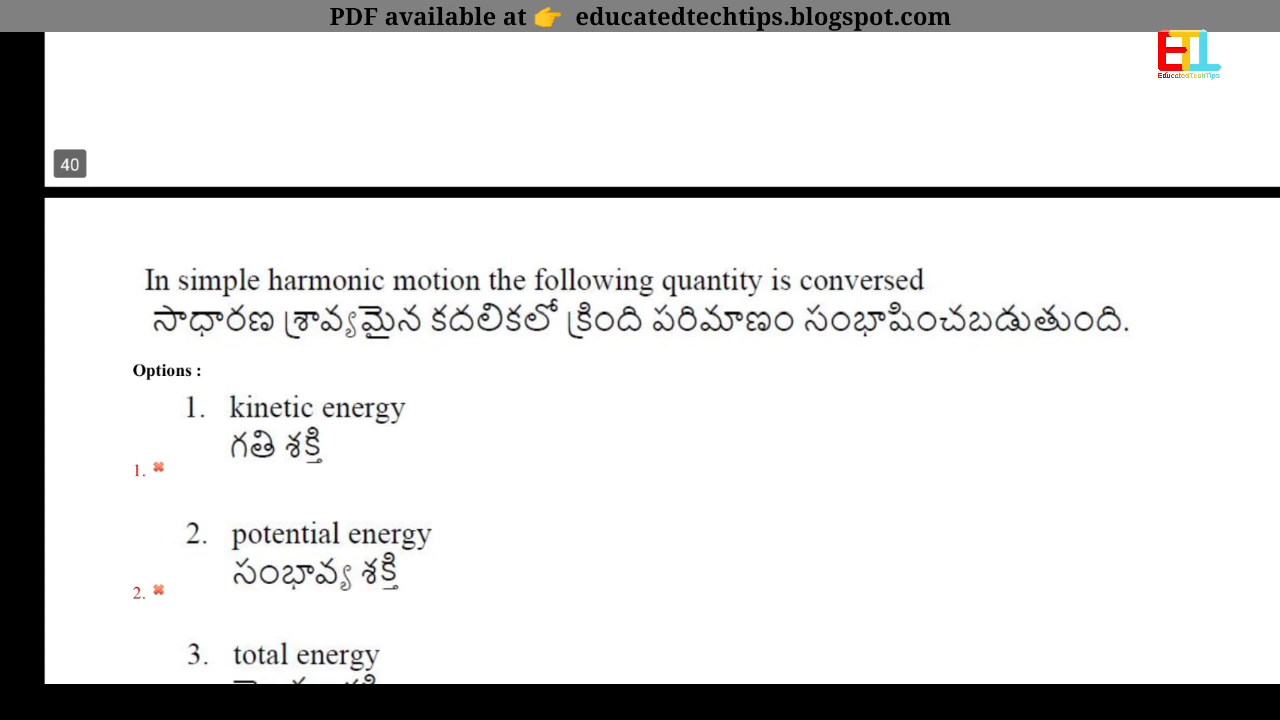 PDF available at 👉 educatedtechtips.blogspot.com
EducatedTechTips
40
In simple harmonic motion the following quantity is conversed
సాధారణ శ్రావ్యమైన కదలికలో క్రింది పరిమాణం సంభాషించబడుతుంది.
Options :
1. kinetic energy
గతి శక్తి
1. ✖
2. potential energy
సంభావ్య శక్తి
2. ✖
3. total energy